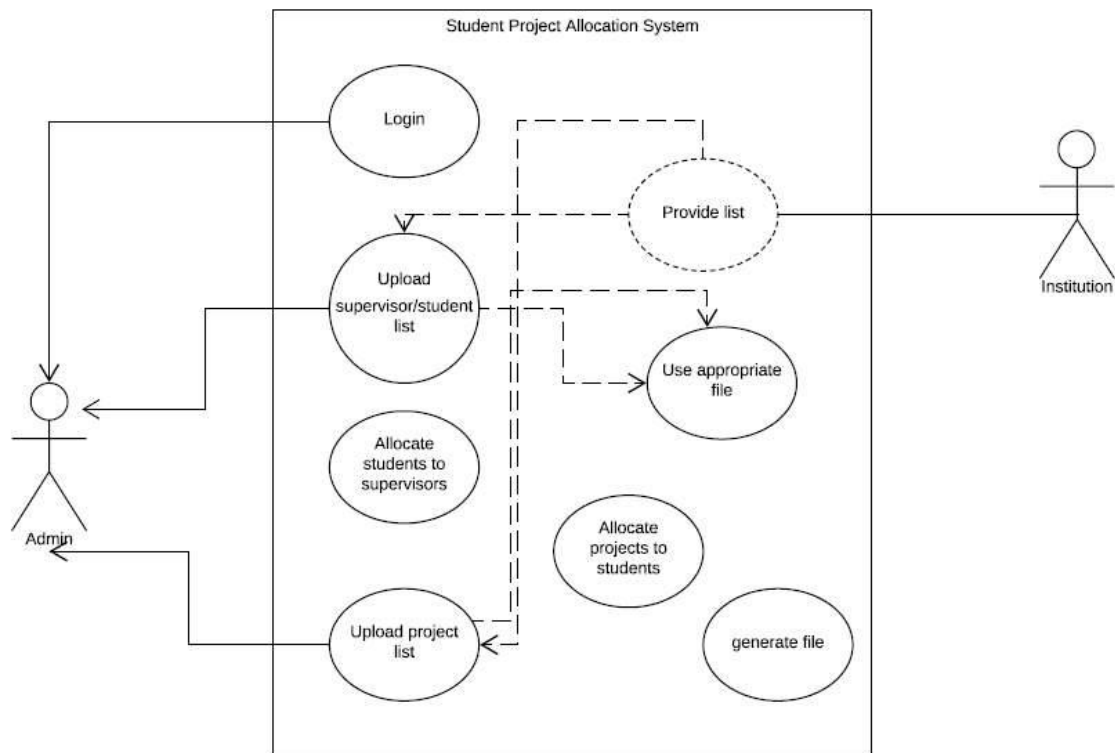 Student Project Allocation System
Login
Provide list
Upload
supervisor/student
list
Institution
Use appropriate
file
Allocate
students to
supervisors
Admin
Allocate
projects to
students
Upload project
list
generate file